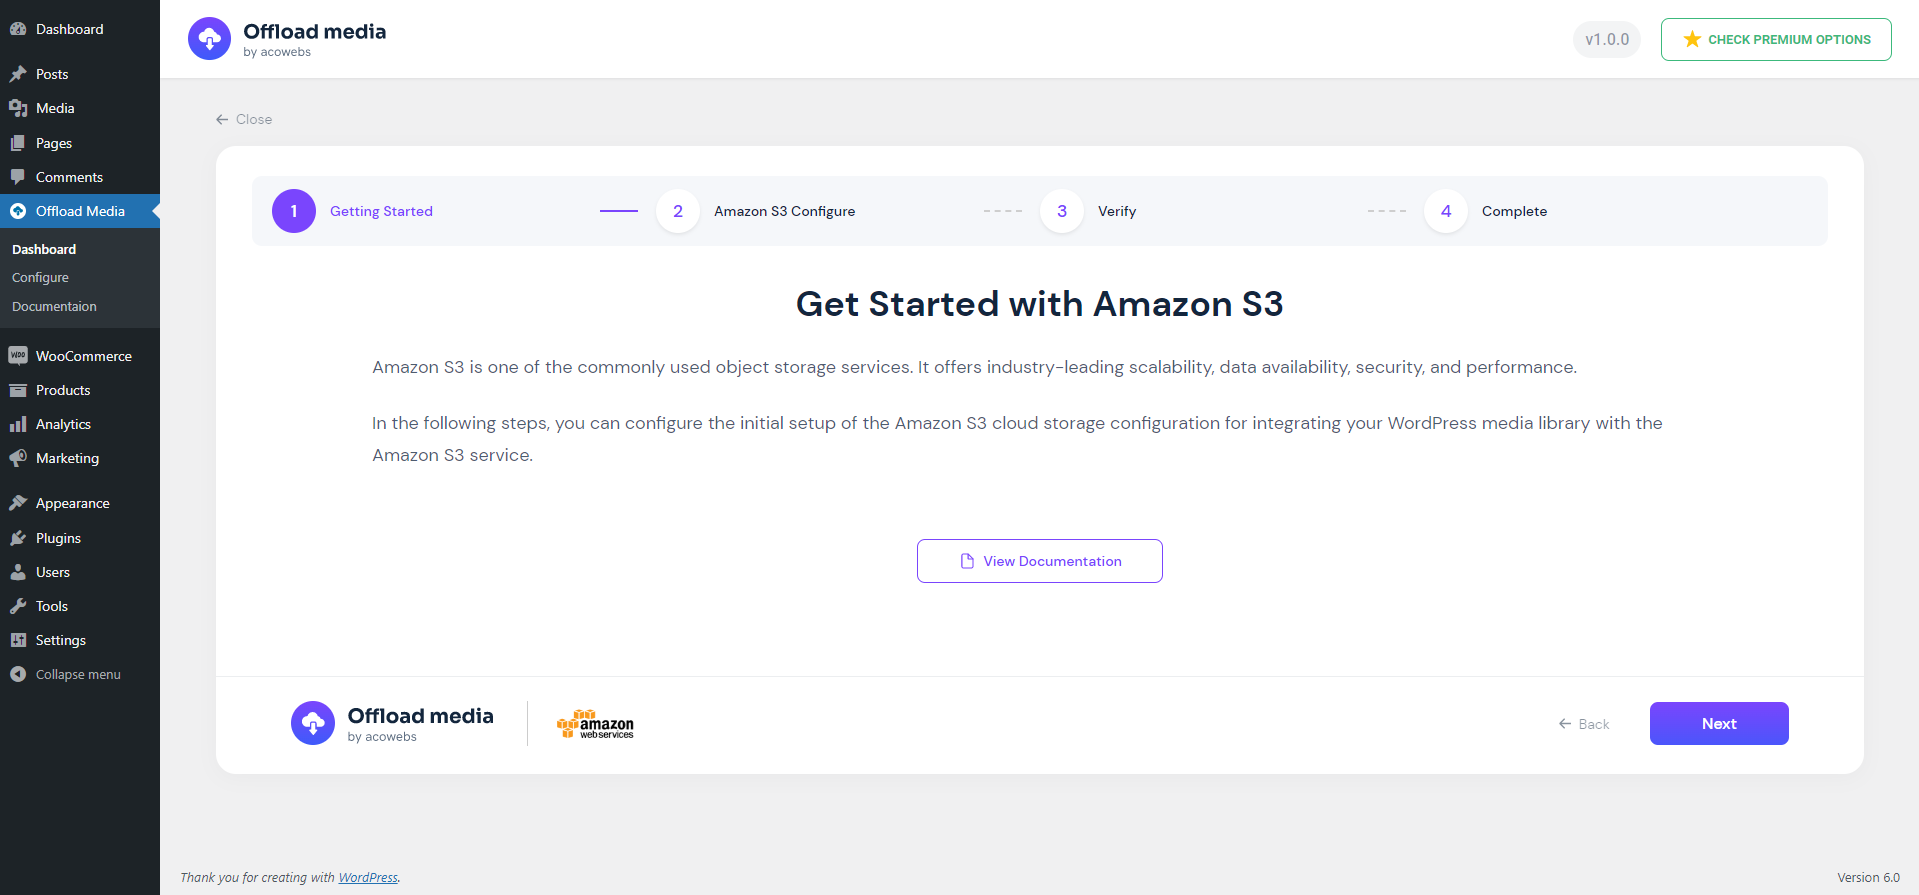 Dashboard
Posts
Media
Pages
Comments
Offload Media
Dashboard
Configure
Documentaion
WOO WooCommerce
Products
Analytics
Marketing
Appearance
Plugins
Users
Tools
Settings
Collapse menu
Offload media
by acowebs
v1.0.0
CHECK PREMIUM OPTIONS
← Close
1 Getting Started
2 Amazon S3 Configure
3 Verify
4 Complete
Get Started with Amazon S3
Amazon S3 is one of the commonly used object storage services. It offers industry-leading scalability, data availability, security, and performance.
In the following steps, you can configure the initial setup of the Amazon S3 cloud storage configuration for integrating your WordPress media library with the
Amazon S3 service.
View Documentation
Offload media
by acowebs
amazon
webservices
← Back
Next
Thank you for creating with WordPress.
Version 6.0